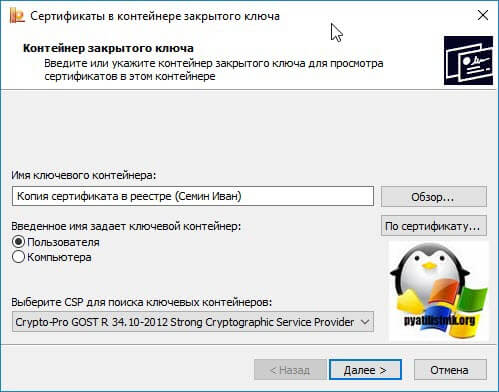 Сертификаты в контейнере закрытого ключа
Контейнер закрытого ключа
Введите или укажите контейнер закрытого ключа для просмотра
сертификатов в этом контейнере
Имя ключевого контейнера:
Копия сертификата в реестре (Семин Иван)
Обзор...
Введенное имя задает ключевой контейнер:
По сертификату...
Пользователя
Компьютера
Выберите CSP для поиска ключевых контейнеров:
pyatilistnik.org
Crypto-Pro GOST R 34.10-2012 Strong Cryptographic Service Provider
< Назад
Далее >
Отмена